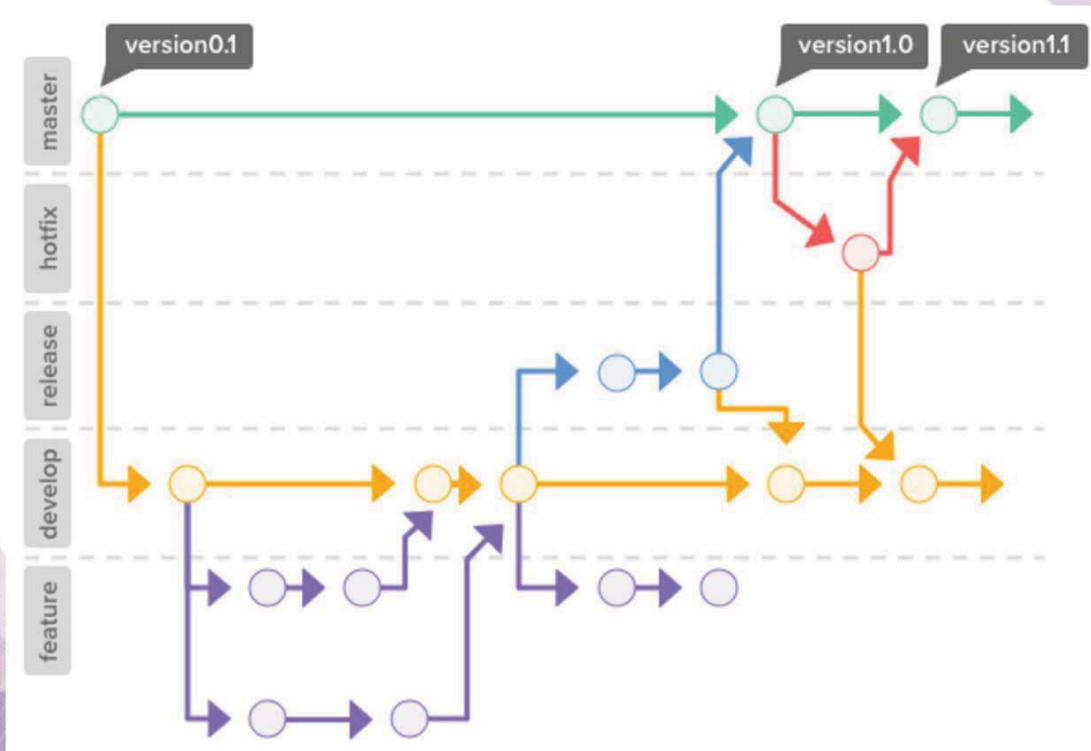 version0.1
version1.0
version1.1
master
hotfix
release
develop
feature